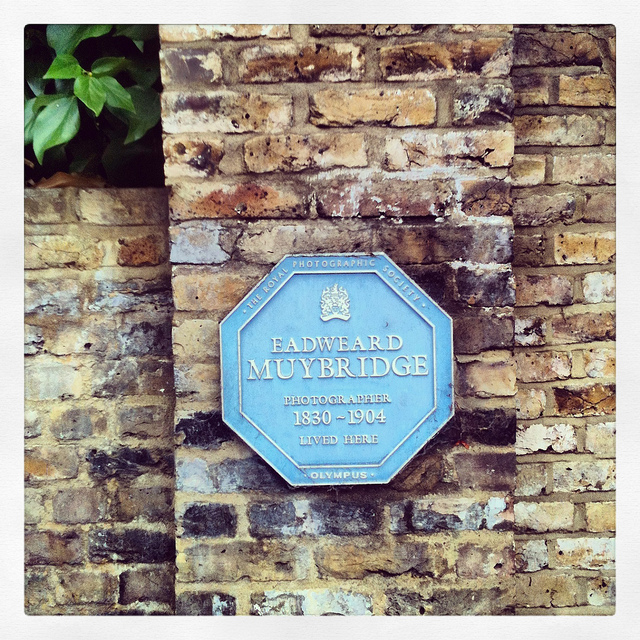 THE ROYAL PHOTOGRAPHIC SOCIETY
EADWEARD
MUYBRIDGE
PHOTOGRAPHER
1830 ~ 1904
LIVED HERE
OLYMPUS